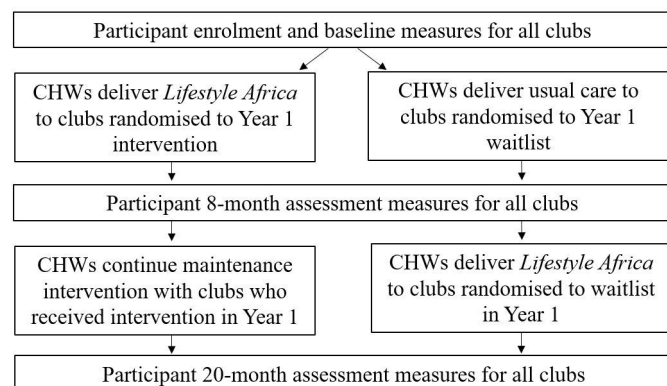 Participant enrolment and baseline measures for all clubs
CHWs deliver Lifestyle Africa
to clubs randomised to Year 1
intervention
CHWs deliver usual care to
clubs randomised to Year 1
waitlist
Participant 8-month assessment measures for all clubs
CHWs continue maintenance
intervention with clubs who
received intervention in Year 1
CHWs deliver Lifestyle Africa
to clubs randomised to waitlist
in Year 1
Participant 20-month assessment measures for all clubs